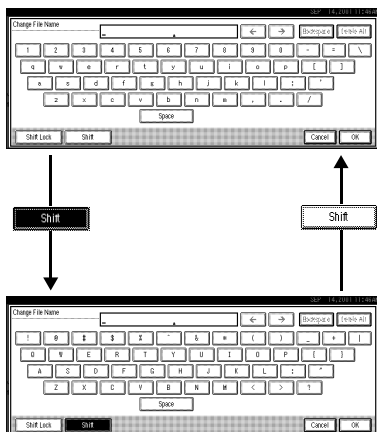 SEP 14,2001 11:46AM
Change File Name
← → Backspace Delete All
1 2 3 4 5 6 7 8 9 0 - = \
q w e r t y u i o p [ ]
a s d f g h j k l ; '
z x c v b n m , . /
Space
Shift Lock Shift Cancel OK
Shift Shift
SEP 14,2001 11:46AM
Change File Name
← → Backspace Delete All
! @ # $ % ^ & * ( ) _ + |
Q W E R T Y U I O P { }
A S D F G H J K L : "
Z X C V B N M < > ?
Space
Shift Lock Shift Cancel OK